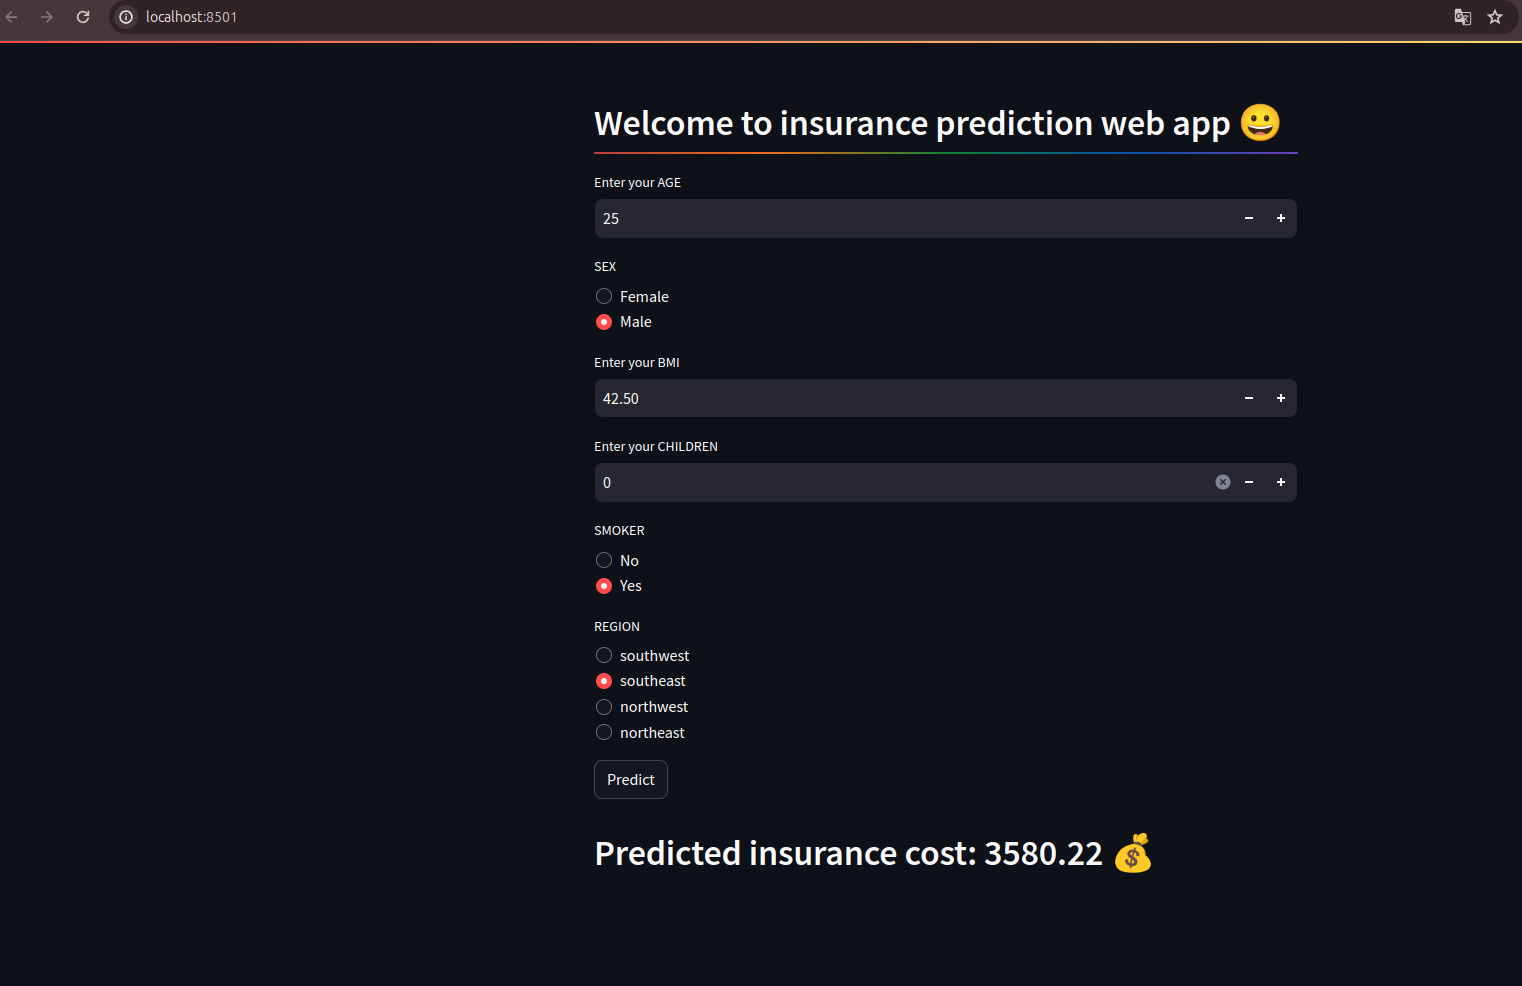 localhost:8501
Welcome to insurance prediction web app 😀
Enter your AGE
25
SEX
Female
Male
Enter your BMI
42.50
Enter your CHILDREN
0
SMOKER
No
Yes
REGION
southwest
southeast
northwest
northeast
Predict
Predicted insurance cost: 3580.22 💰